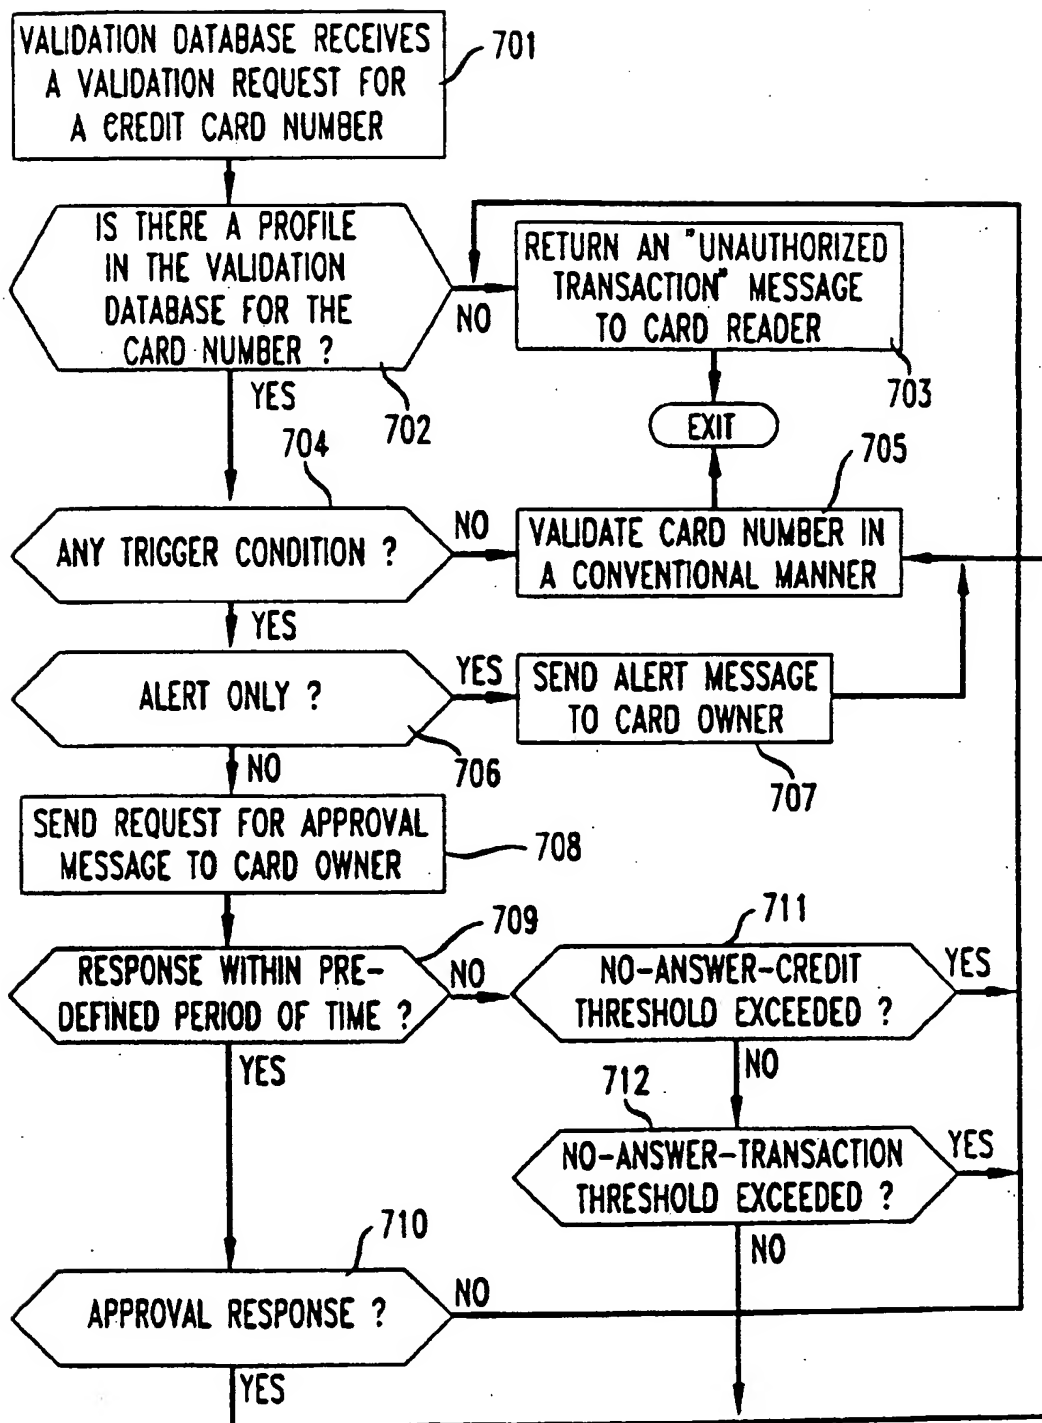 VALIDATION DATABASE RECEIVES
A VALIDATION REQUEST FOR
A CREDIT CARD NUMBER
701
IS THERE A PROFILE
IN THE VALIDATION
DATABASE FOR THE
CARD NUMBER ?
702
NO
YES
RETURN AN "UNAUTHORIZED
TRANSACTION" MESSAGE
TO CARD READER
703
EXIT
704
ANY TRIGGER CONDITION ?
NO
YES
705
VALIDATE CARD NUMBER IN
A CONVENTIONAL MANNER
ALERT ONLY ?
706
YES
NO
SEND ALERT MESSAGE
TO CARD OWNER
707
SEND REQUEST FOR APPROVAL
MESSAGE TO CARD OWNER
708
709
RESPONSE WITHIN PRE-
DEFINED PERIOD OF TIME ?
NO
YES
711
NO-ANSWER-CREDIT
THRESHOLD EXCEEDED ?
YES
NO
712
NO-ANSWER-TRANSACTION
THRESHOLD EXCEEDED ?
YES
NO
710
APPROVAL RESPONSE ?
NO
YES